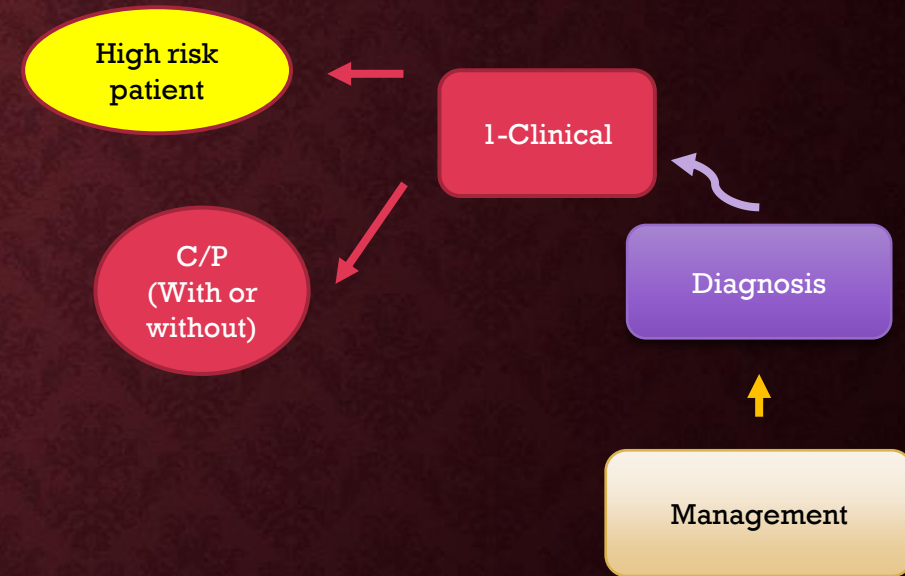 High risk
patient
1-Clinical
C/P
(With or
without)
Diagnosis
Management